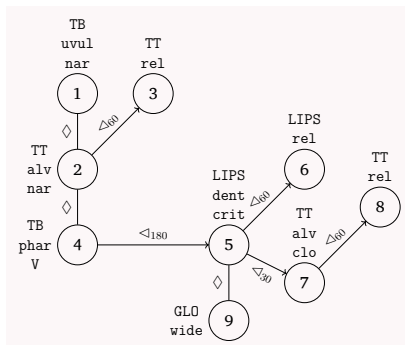 TB
uvul
nar
TT
rel
1
3
◁60
◊
TT
alv
nar
2
LIPS
rel
6
TT
rel
8
◊
LIPS
dent
crit
◁60
TB
phar
V
4
◁180
5
TT
alv
clo
◁60
◁30
7
◊
GLO
wide
9